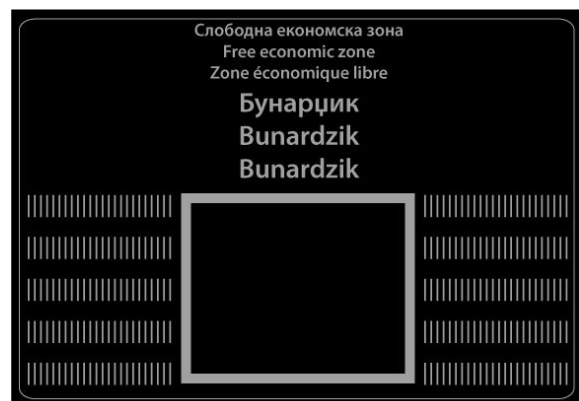 Слободна економска зона
Free economic zone
Zone économique libre
Бунарџик
Bunardzik
Bunardzik